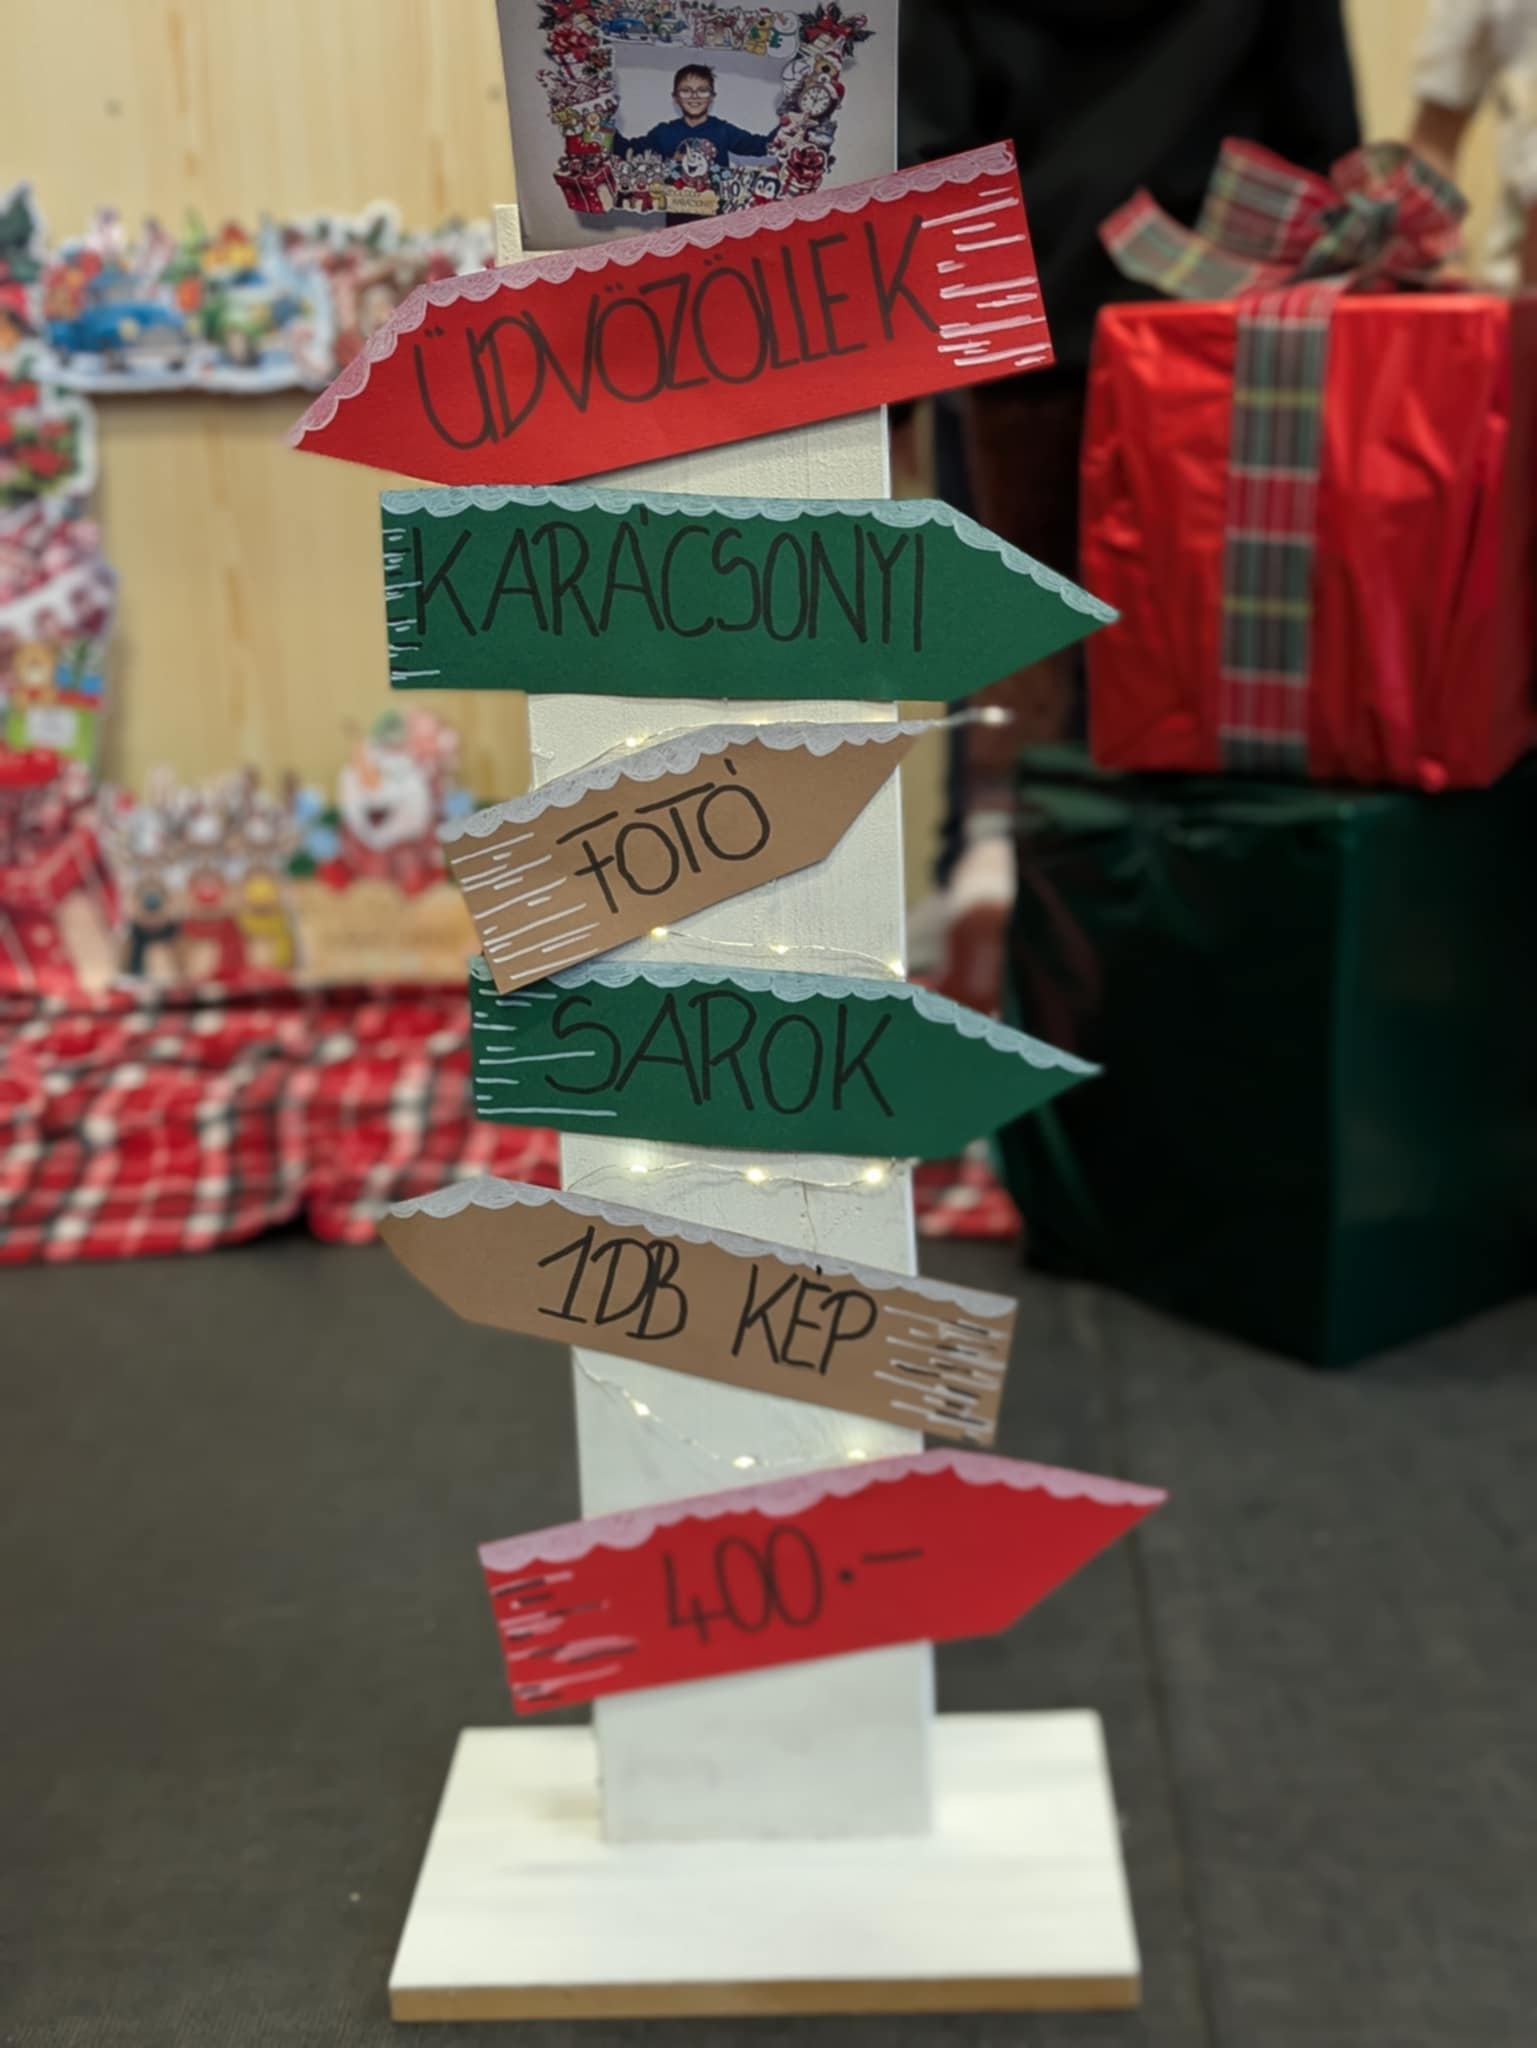 ÜDVÖZÖLLEK
KARÁCSONYI
FOTÓ
SAROK
1DB KÉP
400.-